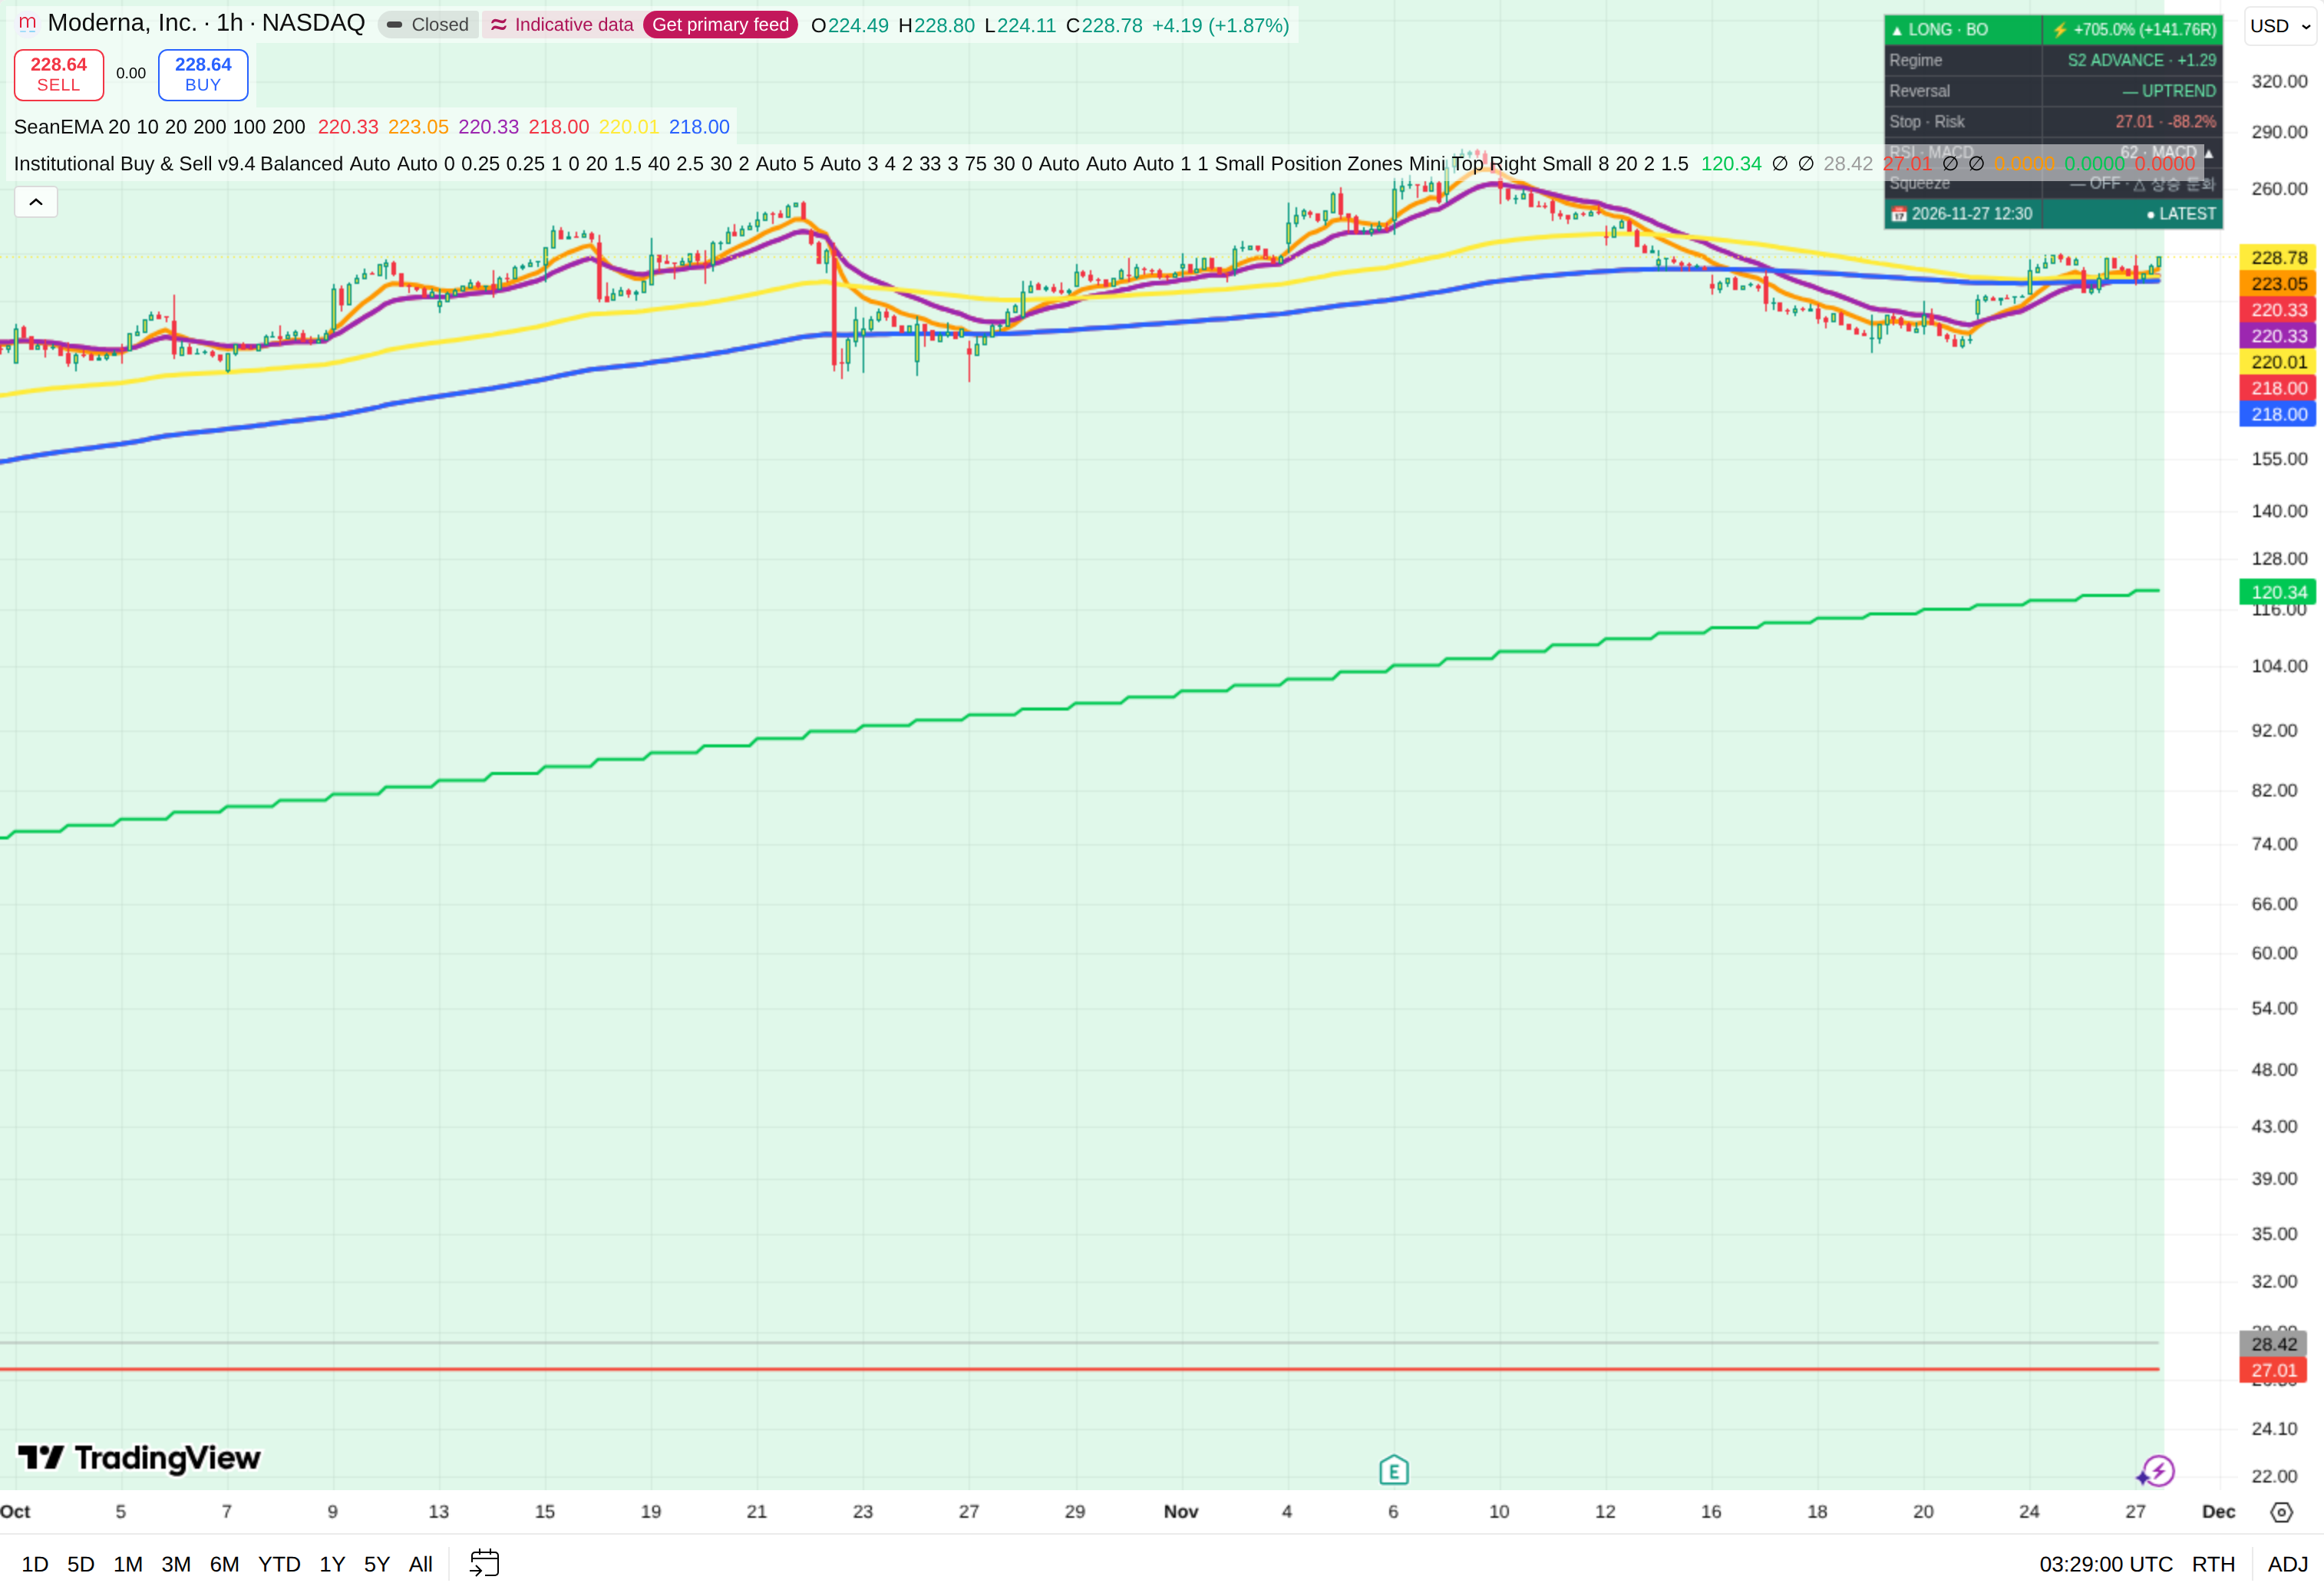 Moderna, Inc. · 1h · NASDAQ Closed Indicative data Get primary feed O224.49 H228.80 L224.11 C228.78 +4.19 (+1.87%)
228.64 SELL 0.00 228.64 BUY
SeanEMA 20 10 20 200 100 200 220.33 223.05 220.33 218.00 220.01 218.00
Institutional Buy & Sell v9.4 Balanced Auto Auto 0 0.25 0.25 1 0 20 1.5 40 2.5 30 2 Auto 5 Auto 3 4 2 33 3 75 30 0 Auto Auto Auto 1 1 Small Position Zones Mini Top Right Small 8 20 2 1.5 120.34 ∅ ∅ 28.42 27.01 ∅ ∅ 0.0000 0.0000 0.0000
▲ LONG · BO ⚡ +705.0% (+141.76R)
Regime S2 ADVANCE · +1.29
Reversal — UPTREND
Stop · Risk 27.01 · -88.2%
RSI · MACD 62 · MACD ▲
Squeeze — OFF · △ 상승 둔화
2026-11-27 12:30 ● LATEST
USD
320.00
290.00
260.00
228.78
223.05
220.33
220.33
220.01
218.00
218.00
155.00
140.00
128.00
120.34
116.00
104.00
92.00
82.00
74.00
66.00
60.00
54.00
48.00
43.00
39.00
35.00
32.00
28.42
27.01
24.10
22.00
TradingView
E
Oct 5 7 9 13 15 19 21 23 27 29 Nov 4 6 10 12 16 18 20 24 27 Dec
1D 5D 1M 3M 6M YTD 1Y 5Y All 03:29:00 UTC RTH ADJ